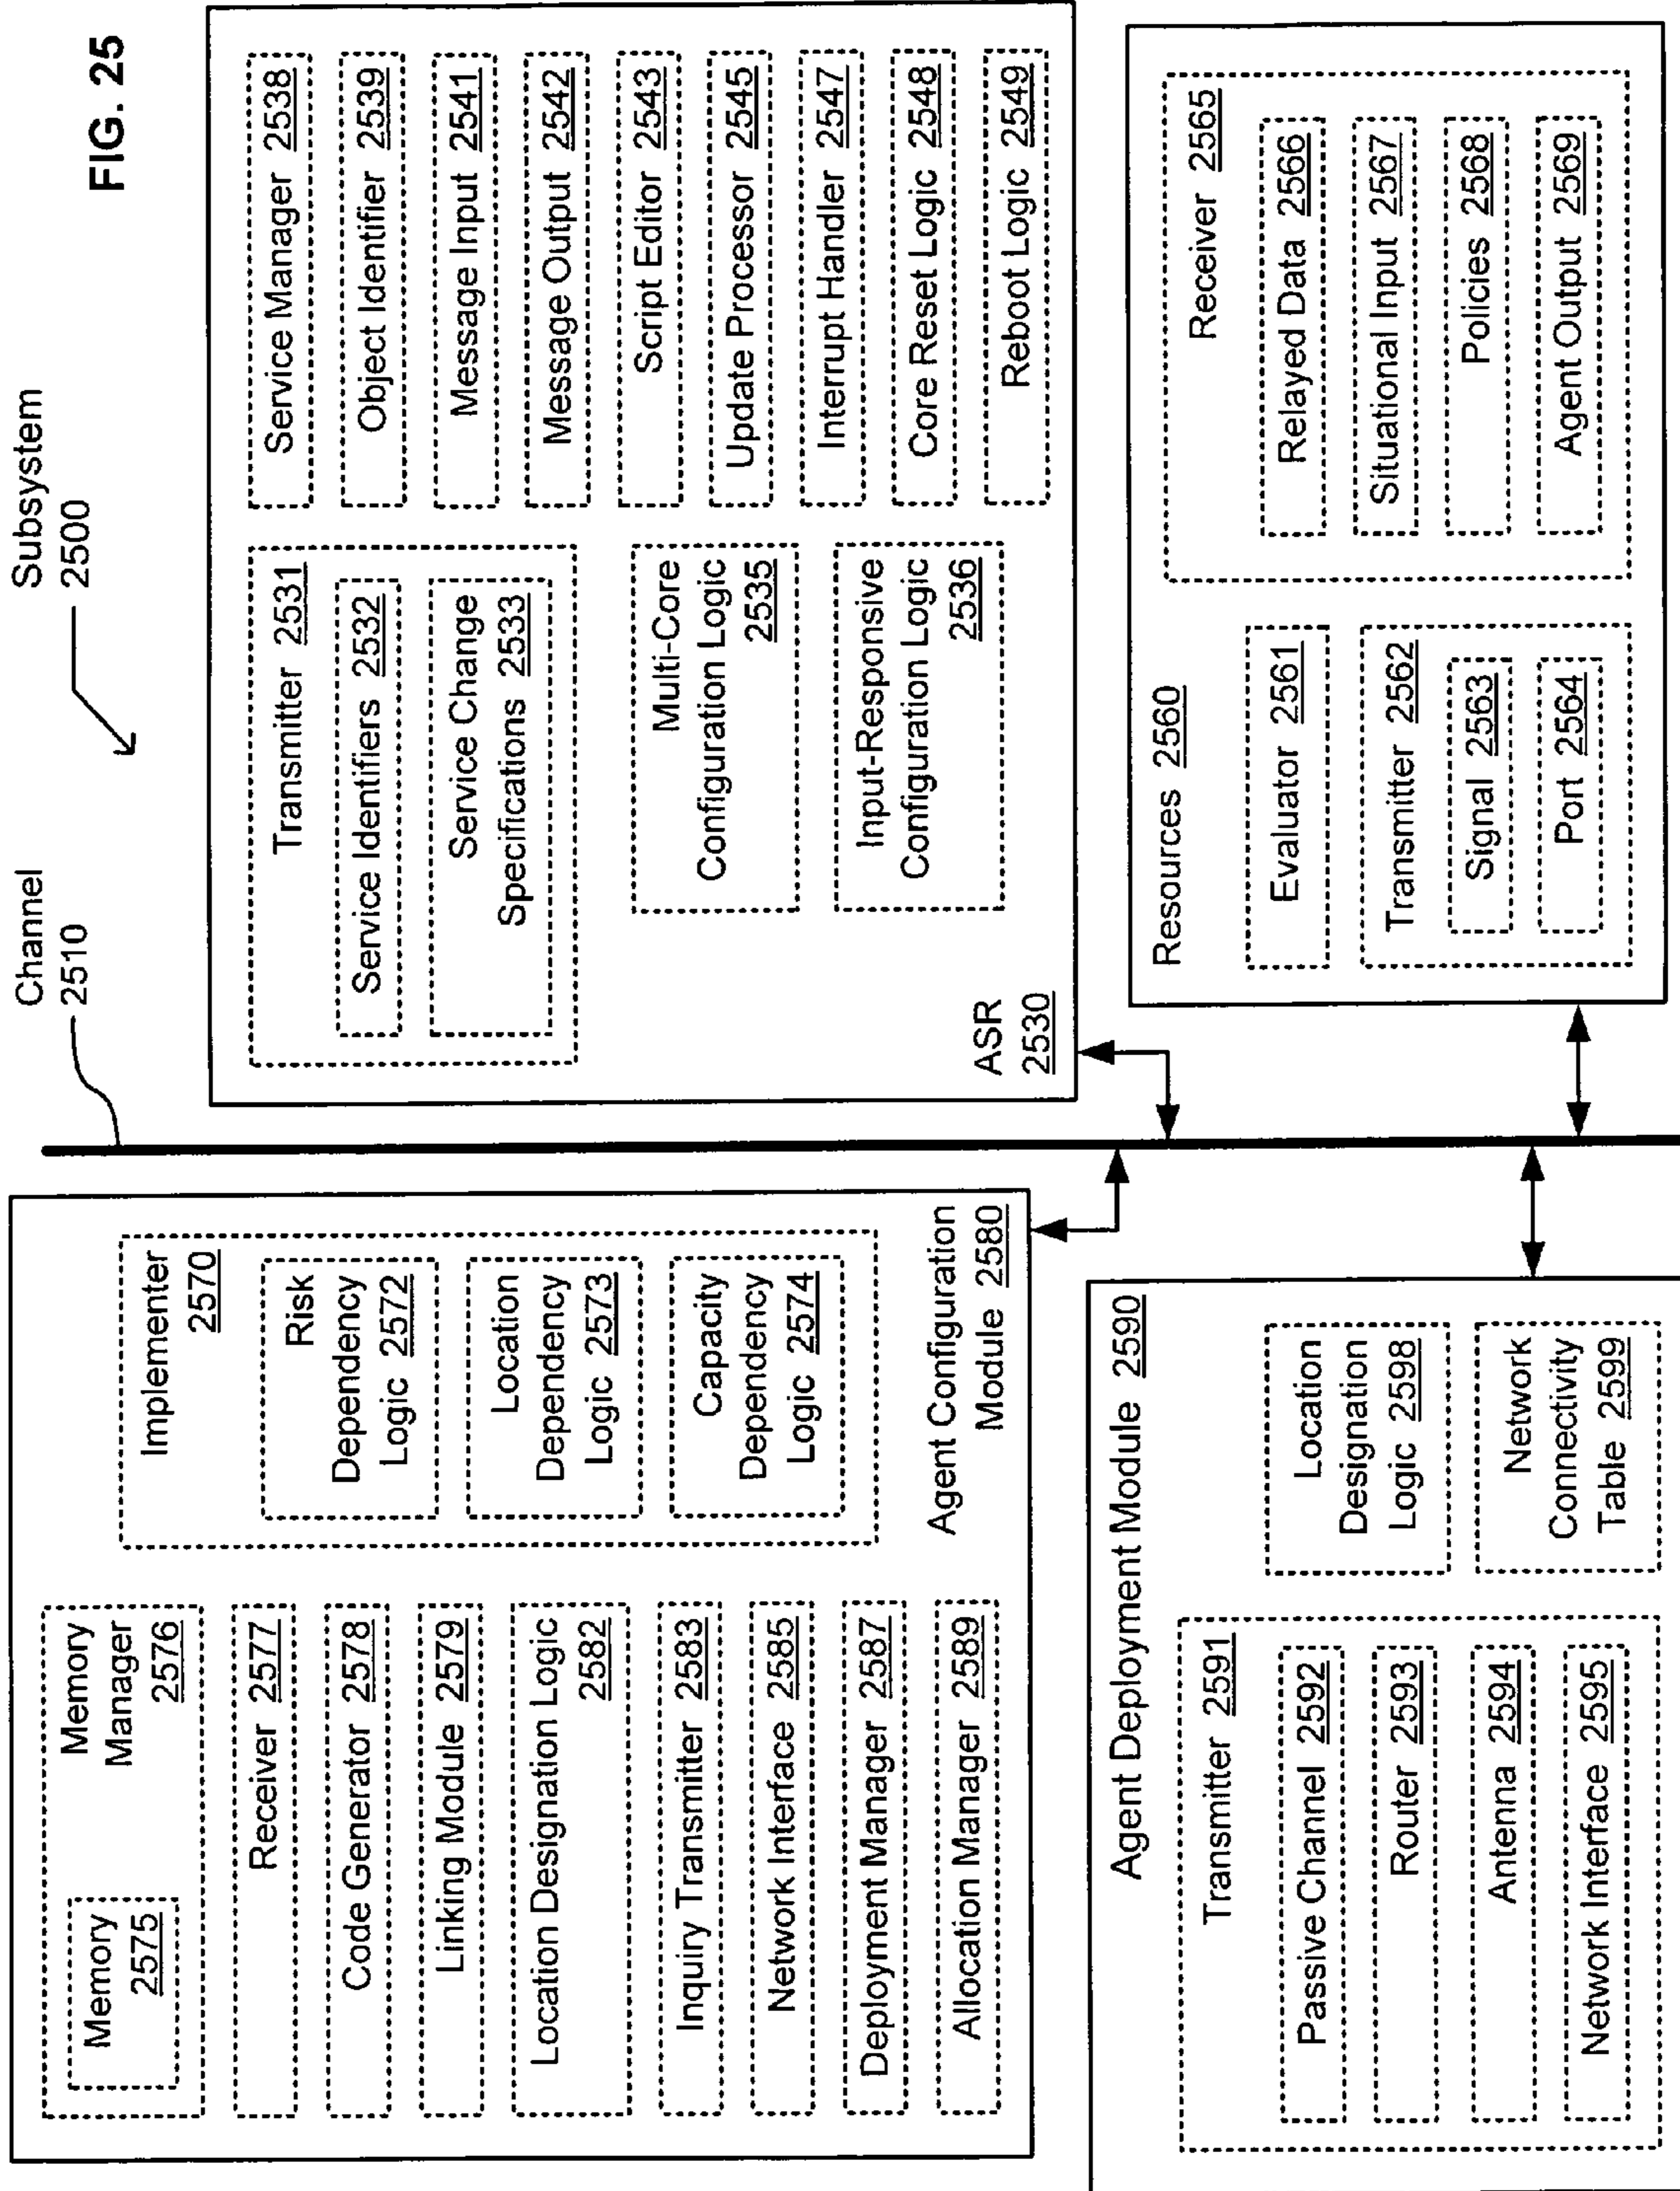 FIG. 25
Subsystem
2500
Channel
2510
Memory
Manager
2576
Memory
2575
Receiver 2577
Code Generator 2578
Linking Module 2579
Location Designation Logic
2582
Inquiry Transmitter 2583
Network Interface 2585
Deployment Manager 2587
Allocation Manager 2589
Implementer
2570
Risk
Dependency
Logic 2572
Location
Dependency
Logic 2573
Capacity
Dependency
Logic 2574
Agent Configuration
Module 2580
Transmitter 2531
Service Identifiers 2532
Service Change
Specifications 2533
Multi-Core
Configuration Logic
2535
Input-Responsive
Configuration Logic
2536
ASR
2530
Service Manager 2538
Object Identifier 2539
Message Input 2541
Message Output 2542
Script Editor 2543
Update Processor 2545
Interrupt Handler 2547
Core Reset Logic 2548
Reboot Logic 2549
Agent Deployment Module 2590
Transmitter 2591
Passive Channel 2592
Router 2593
Antenna 2594
Network Interface 2595
Location
Designation
Logic 2598
Network
Connectivity
Table 2599
Resources 2560
Evaluator 2561
Transmitter 2562
Signal 2563
Port 2564
Receiver 2565
Relayed Data 2566
Situational Input 2567
Policies 2568
Agent Output 2569